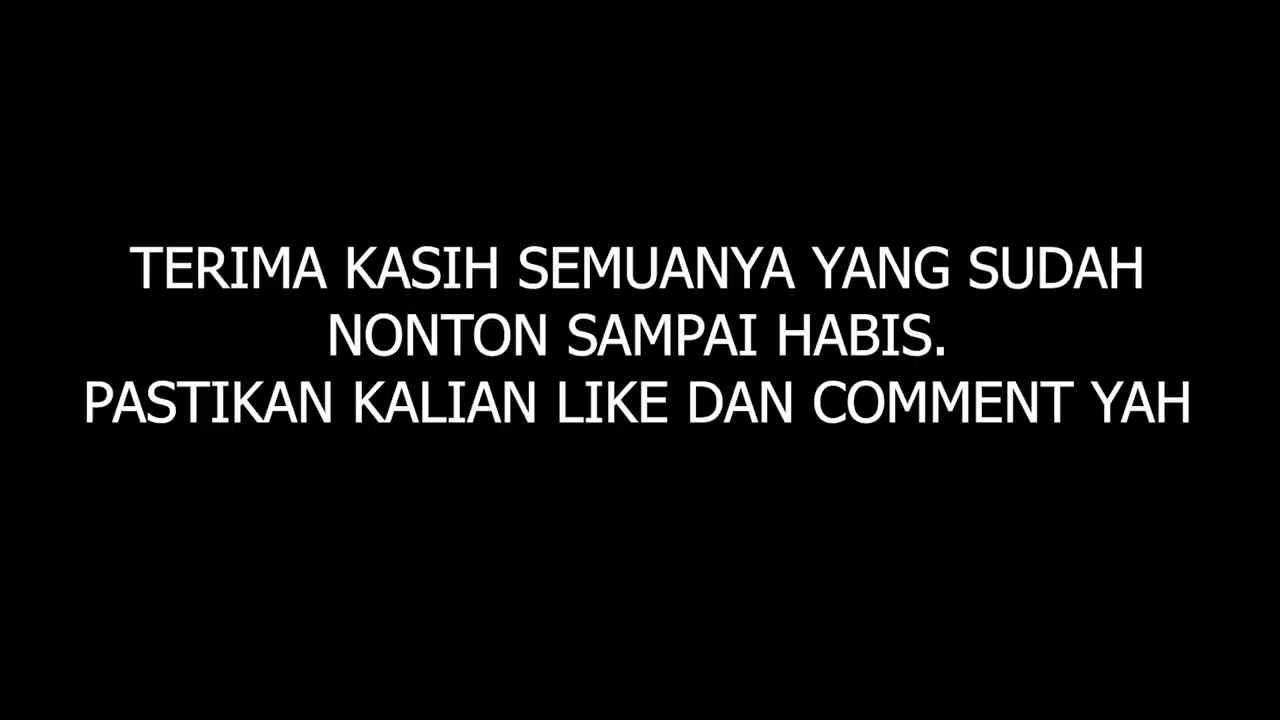 TERIMA KASIH SEMUANYA YANG SUDAH
NONTON SAMPAI HABIS.
PASTIKAN KALIAN LIKE DAN COMMENT YAH